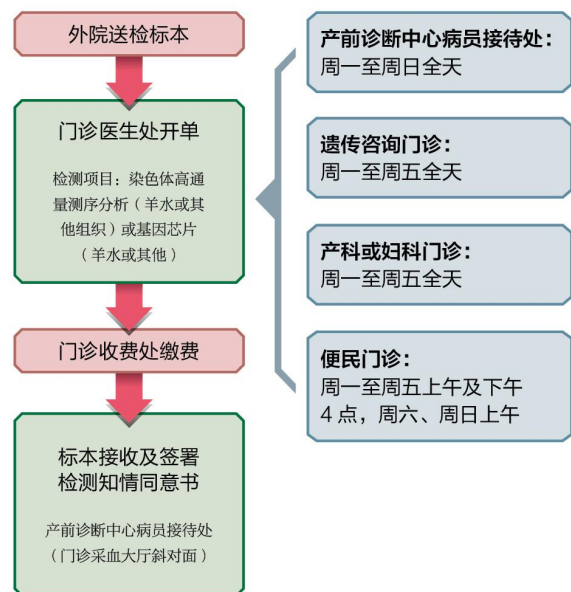 外院送检标本
门诊医生处开单
检测项目：染色体高通
量测序分析（羊水或其
他组织）或基因芯片
（羊水或其他）
门诊收费处缴费
标本接收及签署
检测知情同意书
产前诊断中心病员接待处
（门诊采血大厅斜对面）
产前诊断中心病员接待处：
周一至周日全天
遗传咨询门诊：
周一至周五全天
产科或妇科门诊：
周一至周五全天
便民门诊：
周一至周五上午及下午
4 点，周六、周日上午